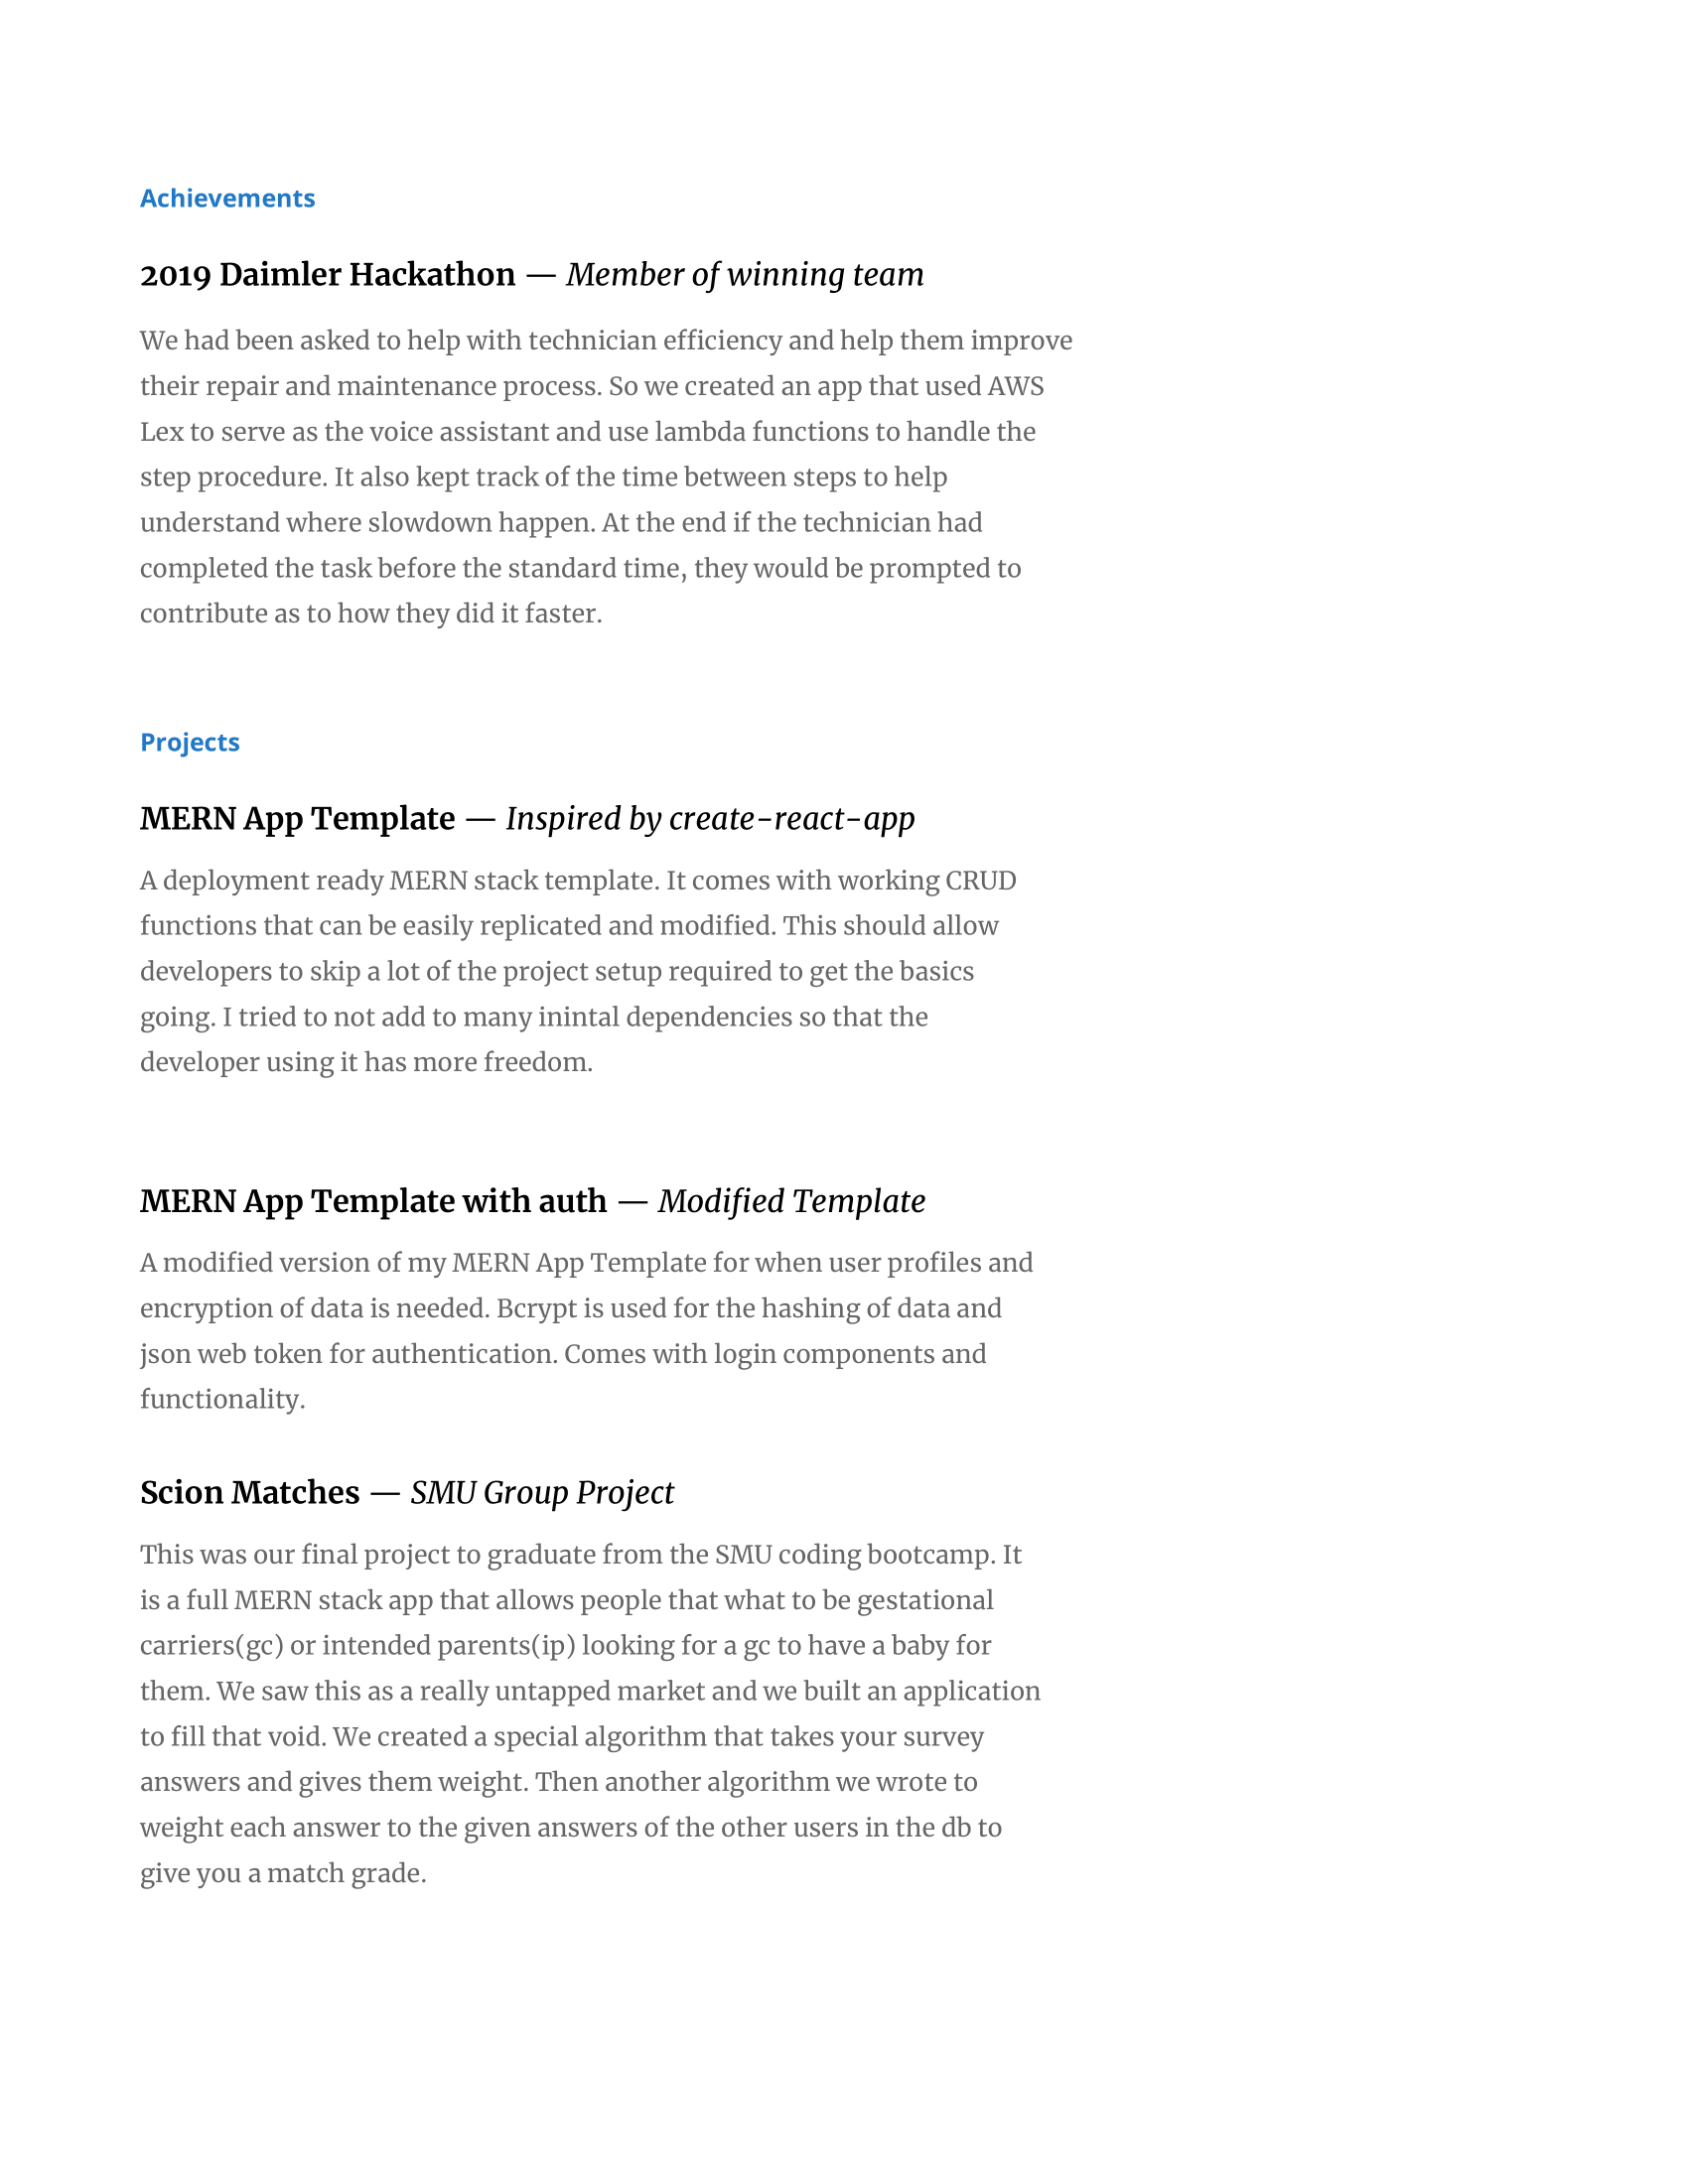 Achievements
2019 Daimler Hackathon — Member of winning team
We had been asked to help with technician efficiency and help them improve
their repair and maintenance process. So we created an app that used AWS
Lex to serve as the voice assistant and use lambda functions to handle the
step procedure. It also kept track of the time between steps to help
understand where slowdown happen. At the end if the technician had
completed the task before the standard time, they would be prompted to
contribute as to how they did it faster.
Projects
MERN App Template — Inspired by create-react-app
A deployment ready MERN stack template. It comes with working CRUD
functions that can be easily replicated and modified. This should allow
developers to skip a lot of the project setup required to get the basics
going. I tried to not add to many inintal dependencies so that the
developer using it has more freedom.
MERN App Template with auth — Modified Template
A modified version of my MERN App Template for when user profiles and
encryption of data is needed. Bcrypt is used for the hashing of data and
json web token for authentication. Comes with login components and
functionality.
Scion Matches — SMU Group Project
This was our final project to graduate from the SMU coding bootcamp. It
is a full MERN stack app that allows people that what to be gestational
carriers(gc) or intended parents(ip) looking for a gc to have a baby for
them. We saw this as a really untapped market and we built an application
to fill that void. We created a special algorithm that takes your survey
answers and gives them weight. Then another algorithm we wrote to
weight each answer to the given answers of the other users in the db to
give you a match grade.